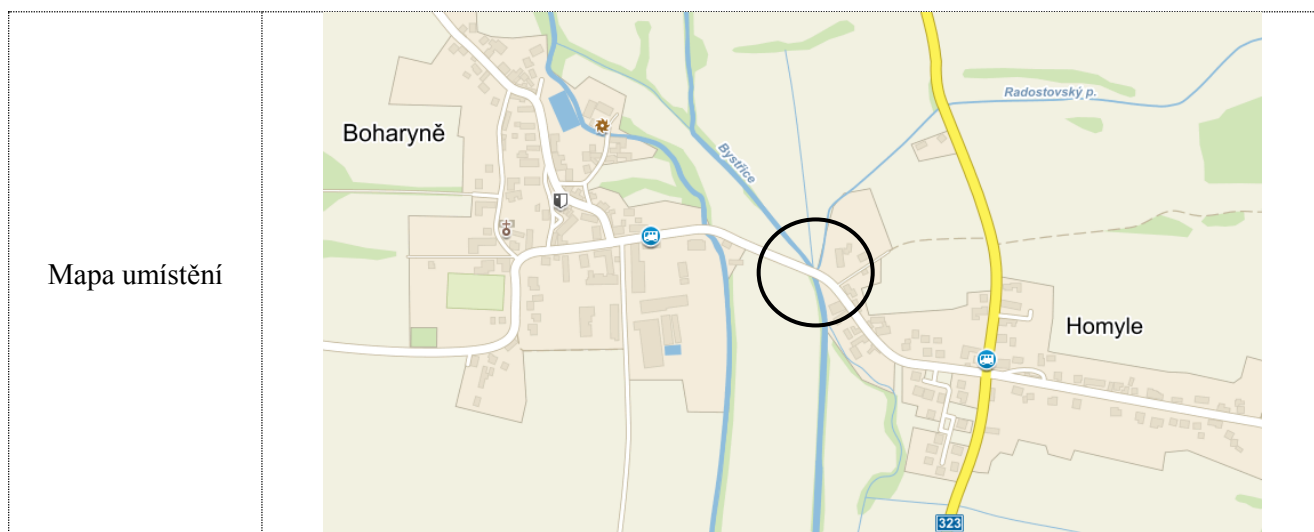 Mapa umístění
Boharyně
Bystřice
Radostovský p.
Homyle
323